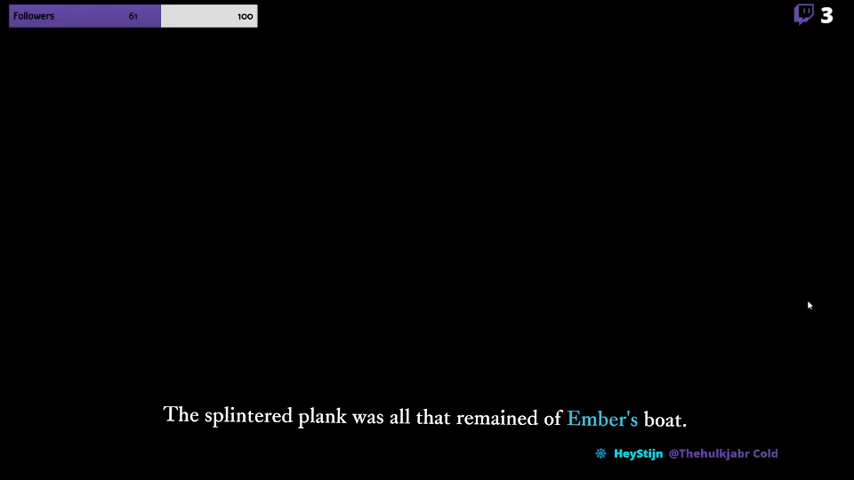 Followers 61 100
3
The splintered plank was all that remained of Ember's boat.
HeyStijn @Thehulkjabr Cold